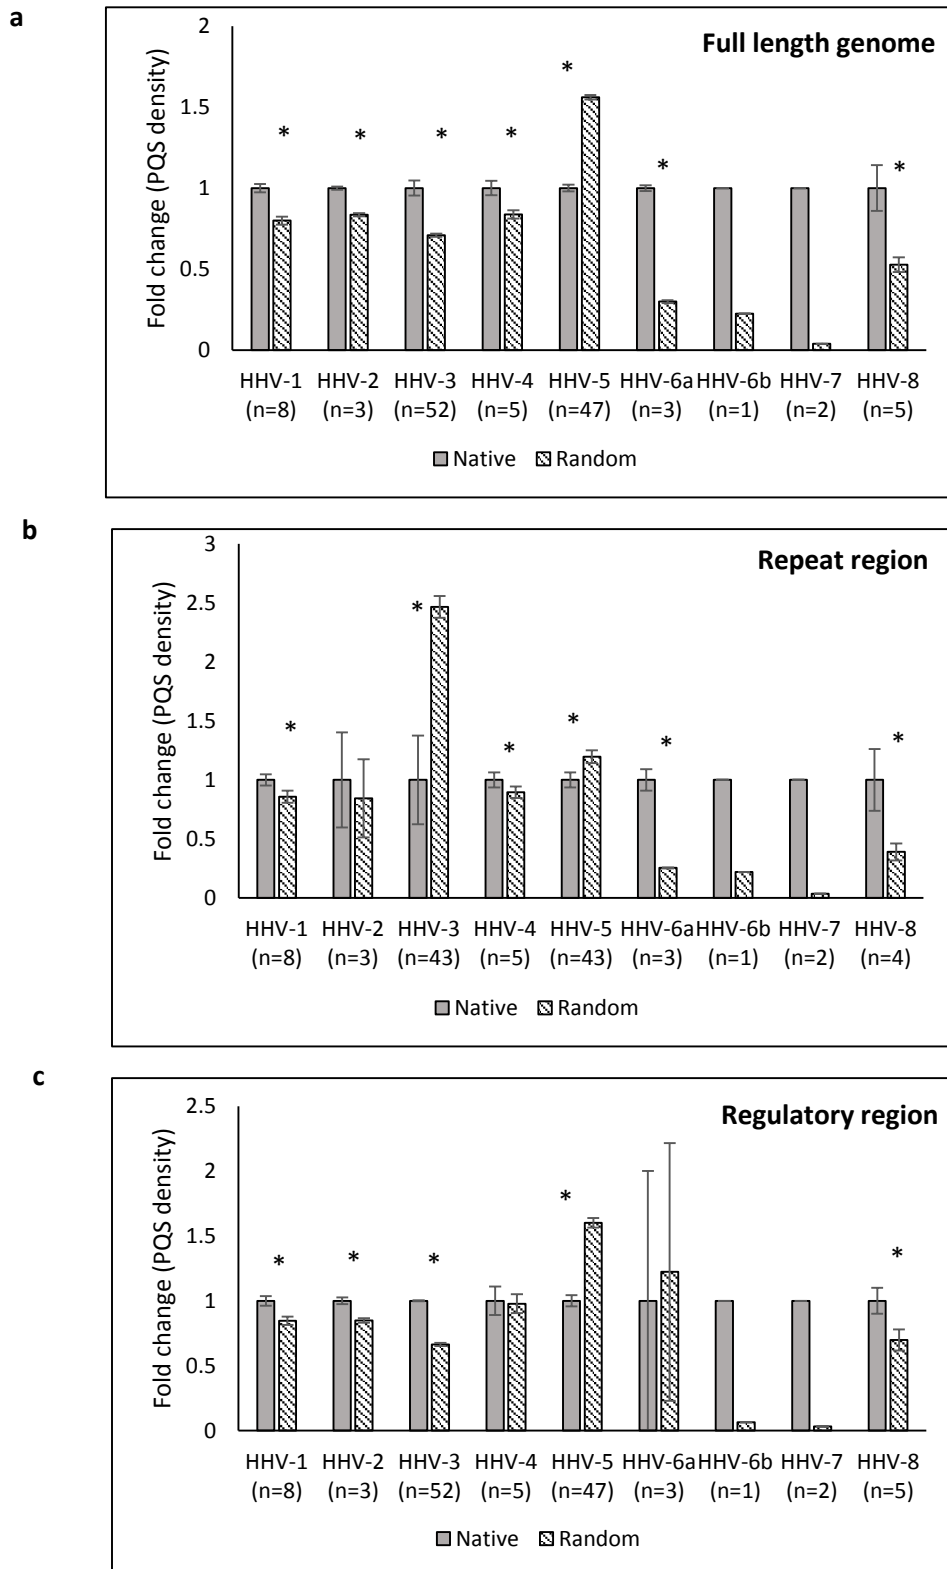 a
Full length genome
Fold change (PQS density)
2
1.5
1
0.5
0
* * * * * * *
HHV-1 HHV-2 HHV-3 HHV-4 HHV-5 HHV-6a HHV-6b HHV-7 HHV-8
(n=8) (n=3) (n=52) (n=5) (n=47) (n=3) (n=1) (n=2) (n=5)
Native Random
b
Repeat region
Fold change (PQS density)
3
2.5
2
1.5
1
0.5
0
* * * * * *
HHV-1 HHV-2 HHV-3 HHV-4 HHV-5 HHV-6a HHV-6b HHV-7 HHV-8
(n=8) (n=3) (n=43) (n=5) (n=43) (n=3) (n=1) (n=2) (n=4)
Native Random
c
Regulatory region
Fold change (PQS density)
2.5
2
1.5
1
0.5
0
* * * * *
HHV-1 HHV-2 HHV-3 HHV-4 HHV-5 HHV-6a HHV-6b HHV-7 HHV-8
(n=8) (n=3) (n=52) (n=5) (n=47) (n=3) (n=1) (n=2) (n=5)
Native Random